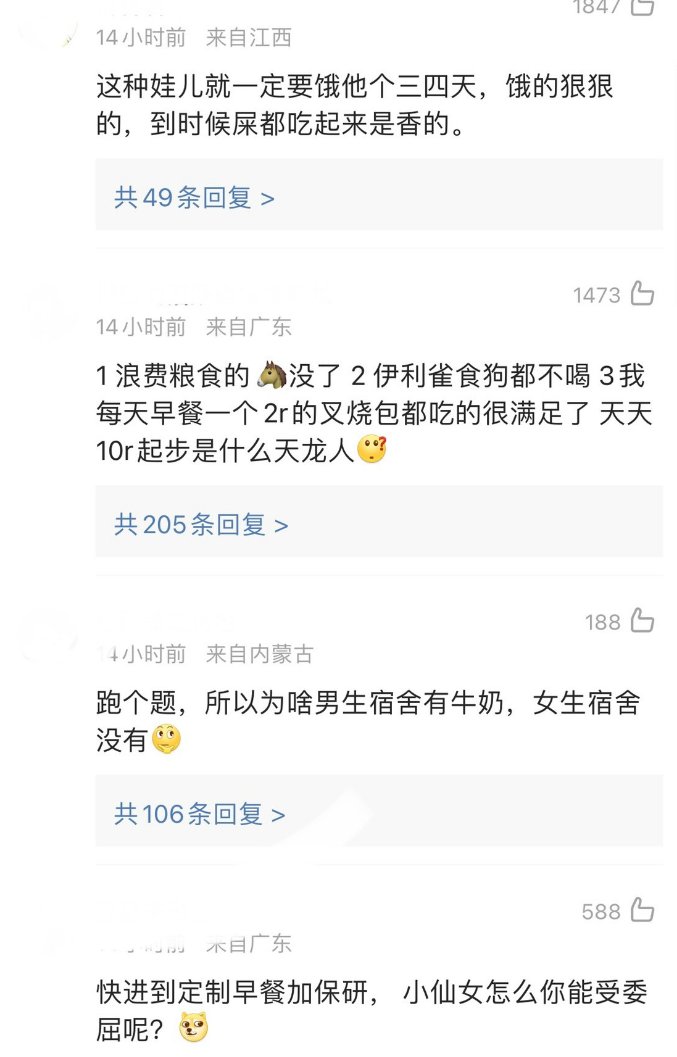 1847
14小时前 来自江西
这种娃儿就一定要饿他个三四天，饿的狠狠
的，到时候屎都吃起来是香的。
共49条回复 >
1473
14小时前 来自广东
1 浪费粮食的🐴没了 2 伊利雀食狗都不喝 3我
每天早餐一个2r的叉烧包都吃的很满足了 天天
10r起步是什么天龙人
共205条回复 >
188
14小时前 来自内蒙古
跑个题，所以为啥男生宿舍有牛奶，女生宿舍
没有🤔
共106条回复 >
588
小时前 来自广东
快进到定制早餐加保研， 小仙女怎么你能受委
屈呢？